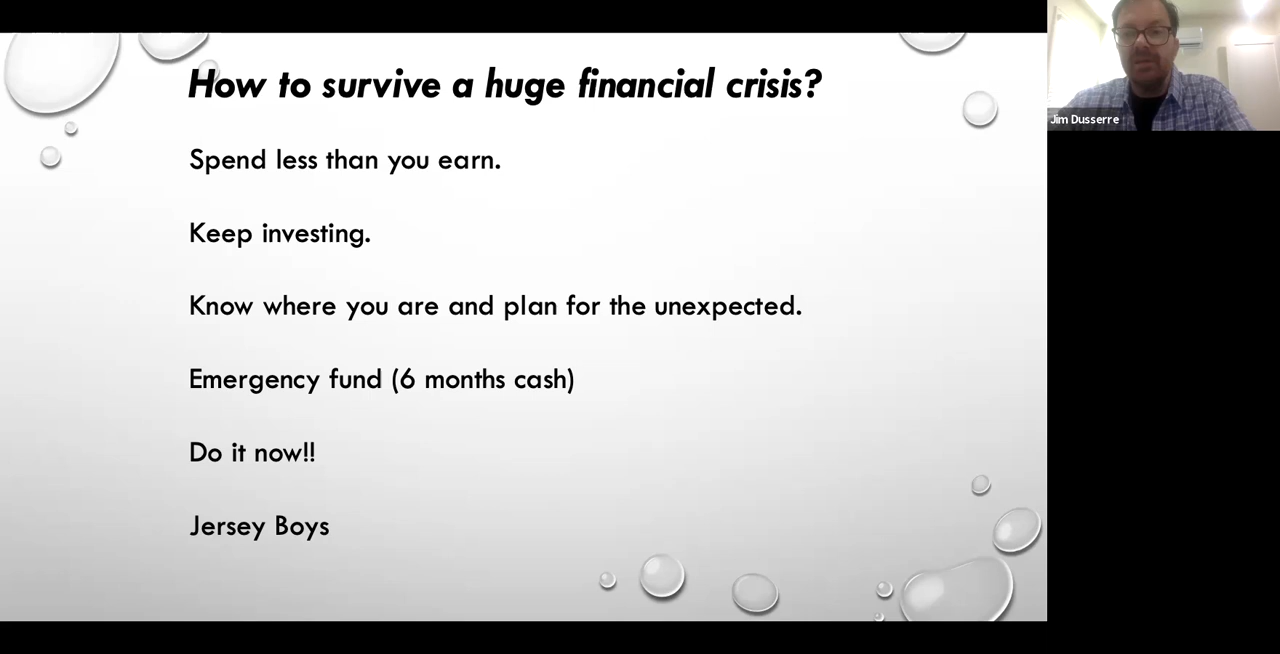 How to survive a huge financial crisis?
Spend less than you earn.
Keep investing.
Know where you are and plan for the unexpected.
Emergency fund (6 months cash)
Do it now!!
Jersey Boys
Jim Dusserre